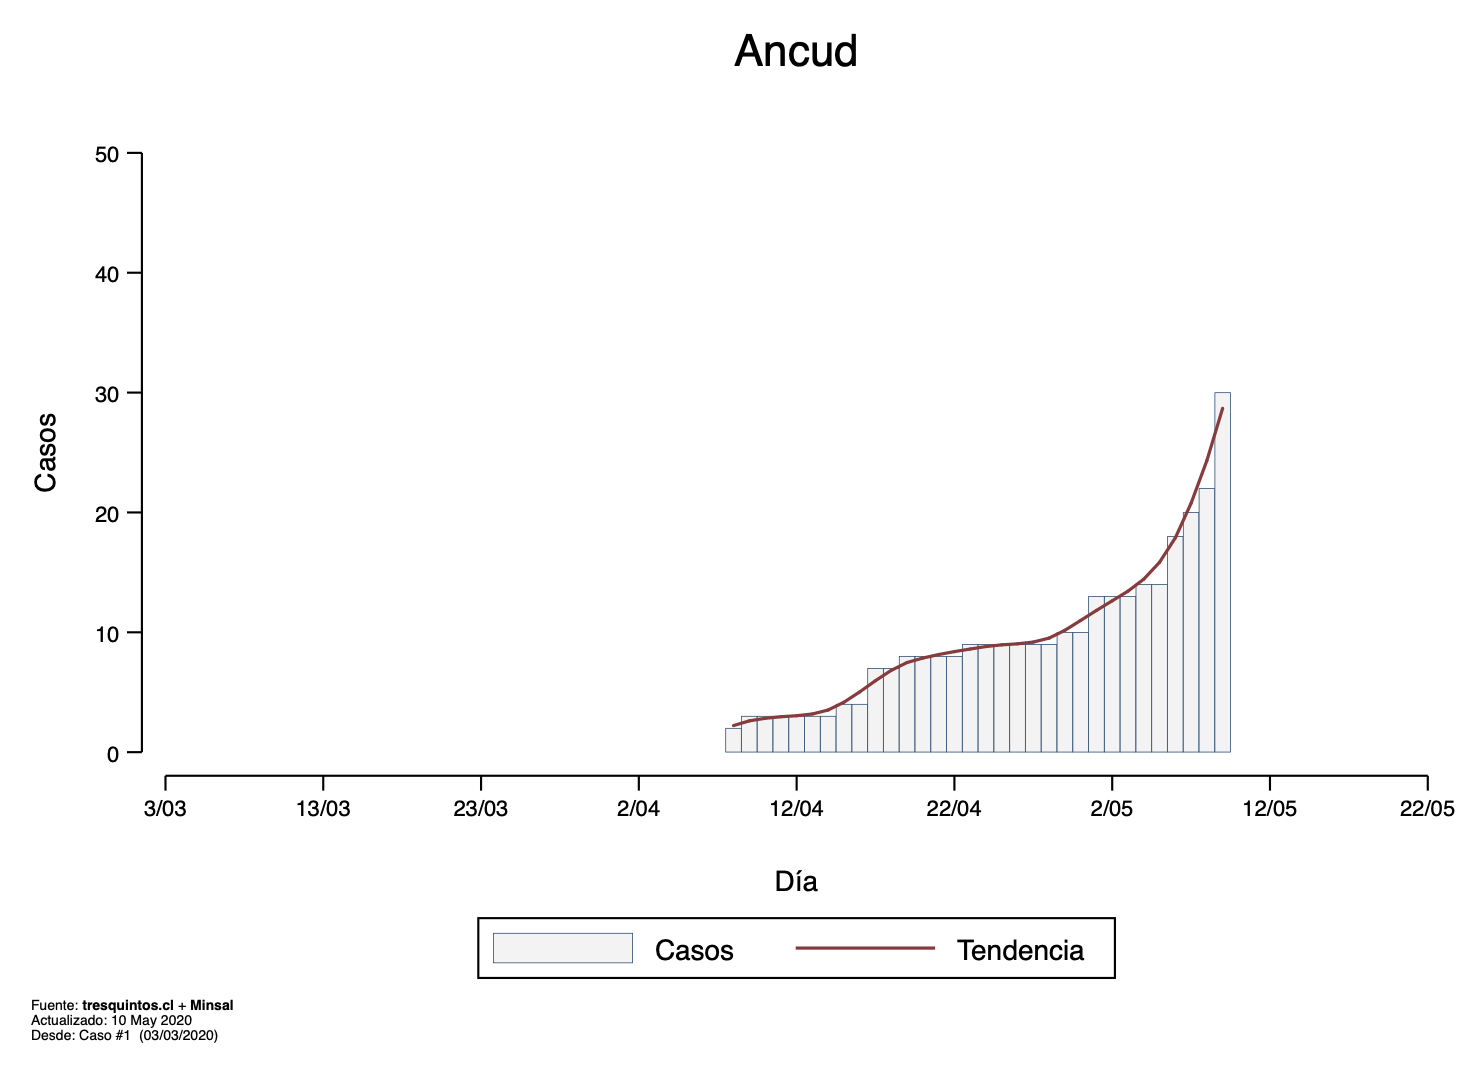 Ancud
50
40
30
20
10
0
Casos
3/03 13/03 23/03 2/04 12/04 22/04 2/05 12/05 22/05
Día
Casos Tendencia
Fuente: tresquintos.cl + Minsal
Actualizado: 10 May 2020
Desde: Caso #1 (03/03/2020)